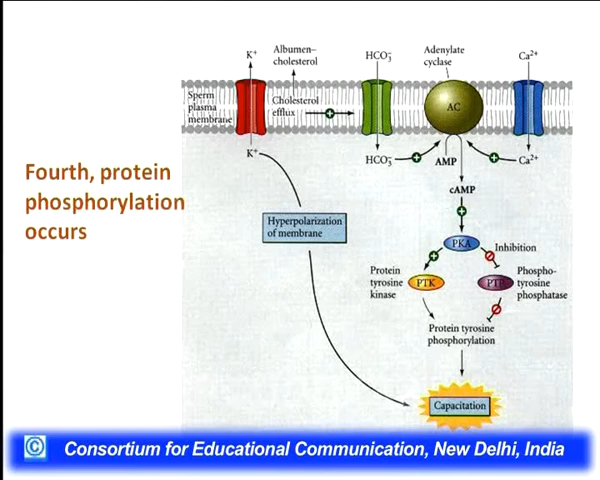 K⁺
Albumen–
cholesterol
HCO₃⁻
Adenylate
cyclase
Ca²⁺
Sperm
plasma
membrane
Cholesterol
efflux
AC
K⁺
HCO₃⁻
AMP
Ca²⁺
cAMP
Fourth, protein
phosphorylation
occurs
Hyperpolarization
of membrane
PKA
Inhibition
Protein
tyrosine
kinase
PTK
PTP
Phospho-
tyrosine
phosphatase
Protein tyrosine
phosphorylation
Capacitation
© Consortium for Educational Communication, New Delhi, India